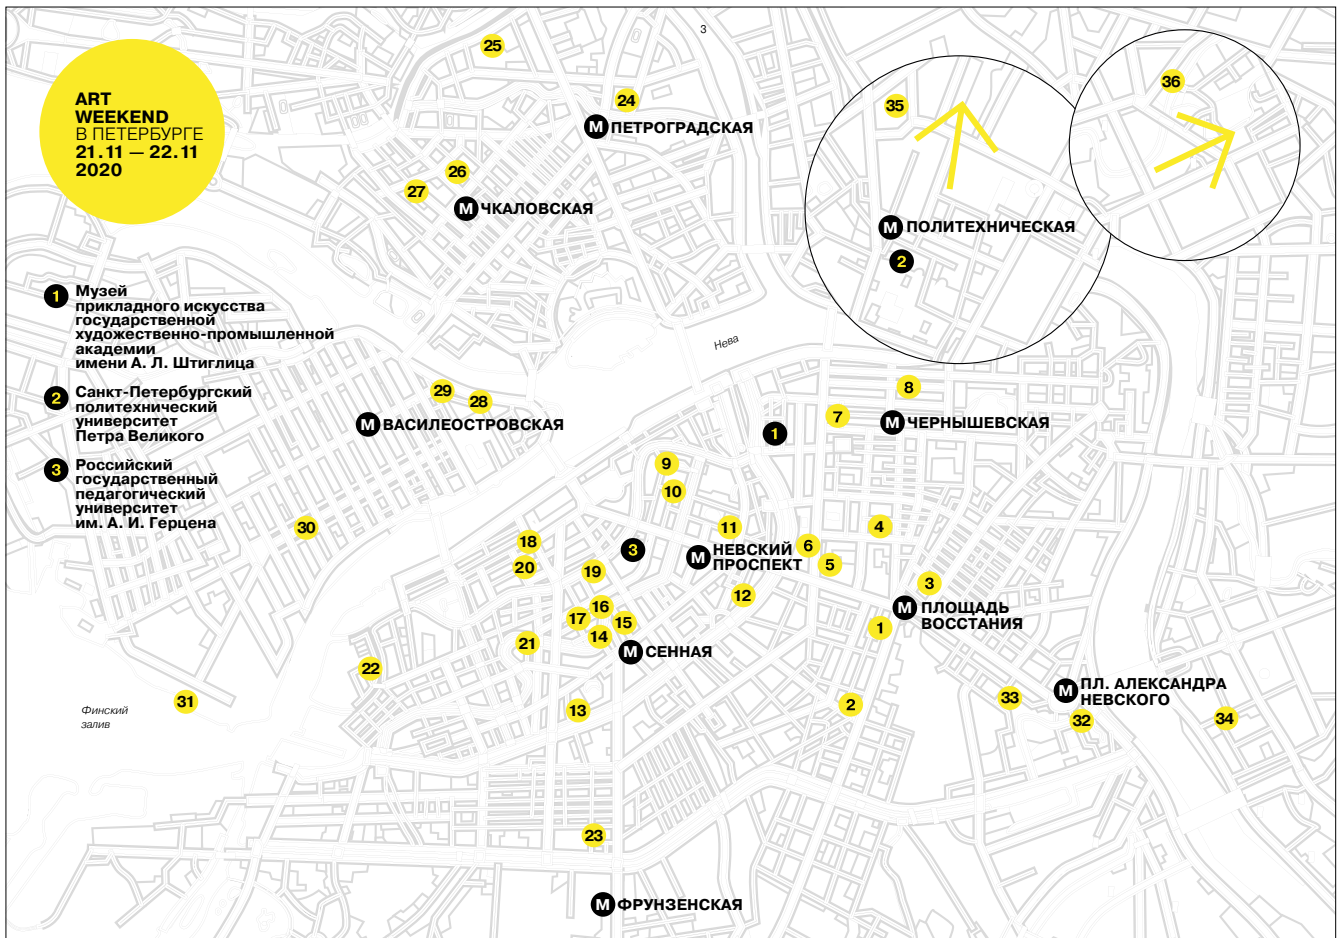 3
25
24
М ПЕТРОГРАДСКАЯ
ART
WEEKEND
В ПЕТЕРБУРГЕ
21.11 — 22.11
2020
26
27
М ЧКАЛОВСКАЯ
35
36
М ПОЛИТЕХНИЧЕСКАЯ
2
1 Музей
прикладного искусства
государственной
художественно-промышленной
академии
имени А. Л. Штиглица
2 Санкт-Петербургский
политехнический
университет
Петра Великого
3 Российский
государственный
педагогический
университет
им. А. И. Герцена
Нева
29
28
М ВАСИЛЕОСТРОВСКАЯ
8
7
М ЧЕРНЫШЕВСКАЯ
1
9
10
30
11
4
18
3
6
М НЕВСКИЙ
ПРОСПЕКТ
5
20
19
3
12
16
17
15
14
М ПЛОЩАДЬ
ВОССТАНИЯ
1
21
М СЕННАЯ
22
31
Финский
залив
13
2
33
М ПЛ. АЛЕКСАНДРА
НЕВСКОГО
32
34
23
М ФРУНЗЕНСКАЯ